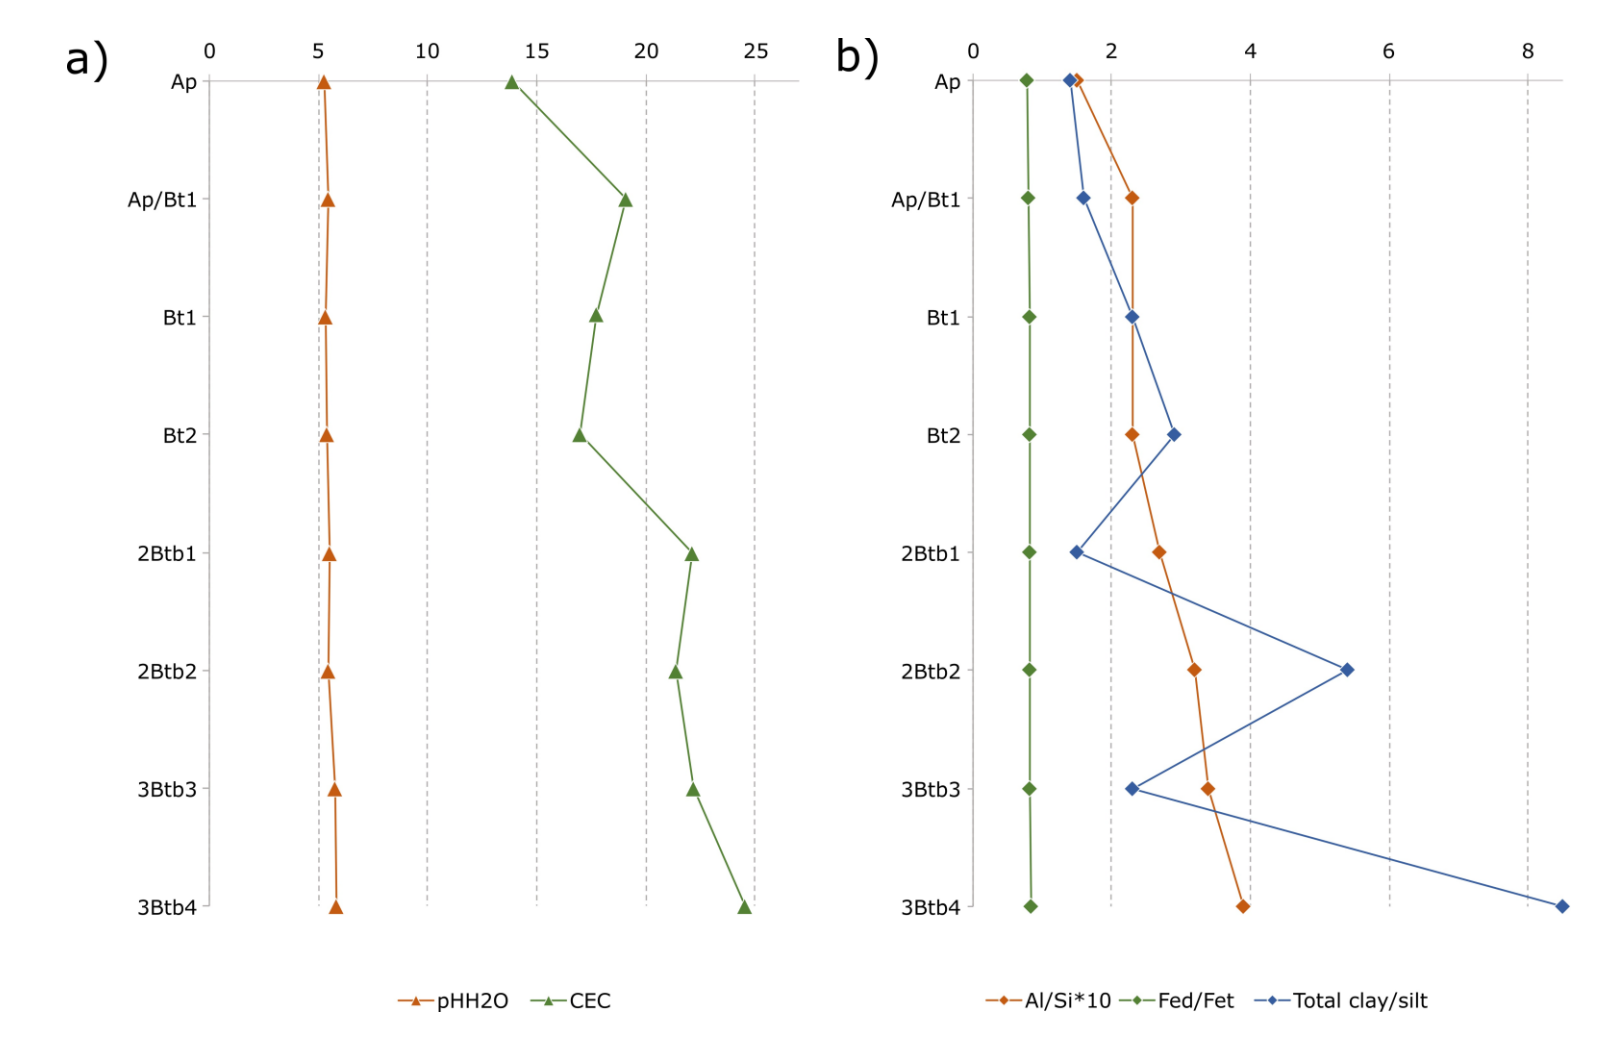 a)
0 5 10 15 20 25
Ap
Ap/Bt1
Bt1
Bt2
2Btb1
2Btb2
3Btb3
3Btb4
pHH2O CEC
b)
0 2 4 6 8
Ap
Ap/Bt1
Bt1
Bt2
2Btb1
2Btb2
3Btb3
3Btb4
Al/Si*10 Fed/Fet Total clay/silt